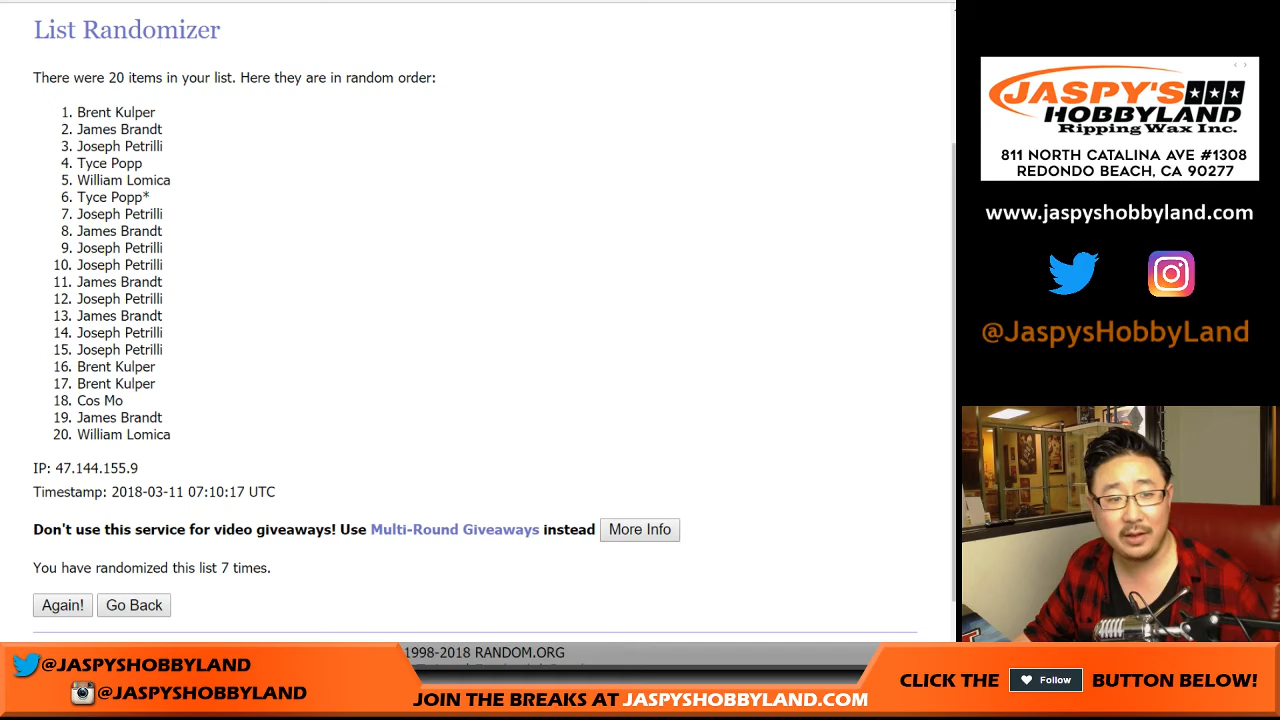 List Randomizer
There were 20 items in your list. Here they are in random order:
1. Brent Kulper
2. James Brandt
3. Joseph Petrilli
4. Tyce Popp
5. William Lomica
6. Tyce Popp*
7. Joseph Petrilli
8. James Brandt
9. Joseph Petrilli
10. Joseph Petrilli
11. James Brandt
12. Joseph Petrilli
13. James Brandt
14. Joseph Petrilli
15. Joseph Petrilli
16. Brent Kulper
17. Brent Kulper
18. Cos Mo
19. James Brandt
20. William Lomica
IP: 47.144.155.9
Timestamp: 2018-03-11 07:10:17 UTC
Don't use this service for video giveaways! Use Multi-Round Giveaways instead More Info
You have randomized this list 7 times.
Again! Go Back
1998-2018 RANDOM.ORG
JASPY'S
HOBBYLAND
Ripping Wax Inc.
811 NORTH CATALINA AVE #1308
REDONDO BEACH, CA 90277
www.jaspyshobbyland.com
@JaspysHobbyLand
@JASPYSHOBBYLAND
@JASPYSHOBBYLAND
JOIN THE BREAKS AT JASPYSHOBBYLAND.COM
CLICK THE Follow BUTTON BELOW!